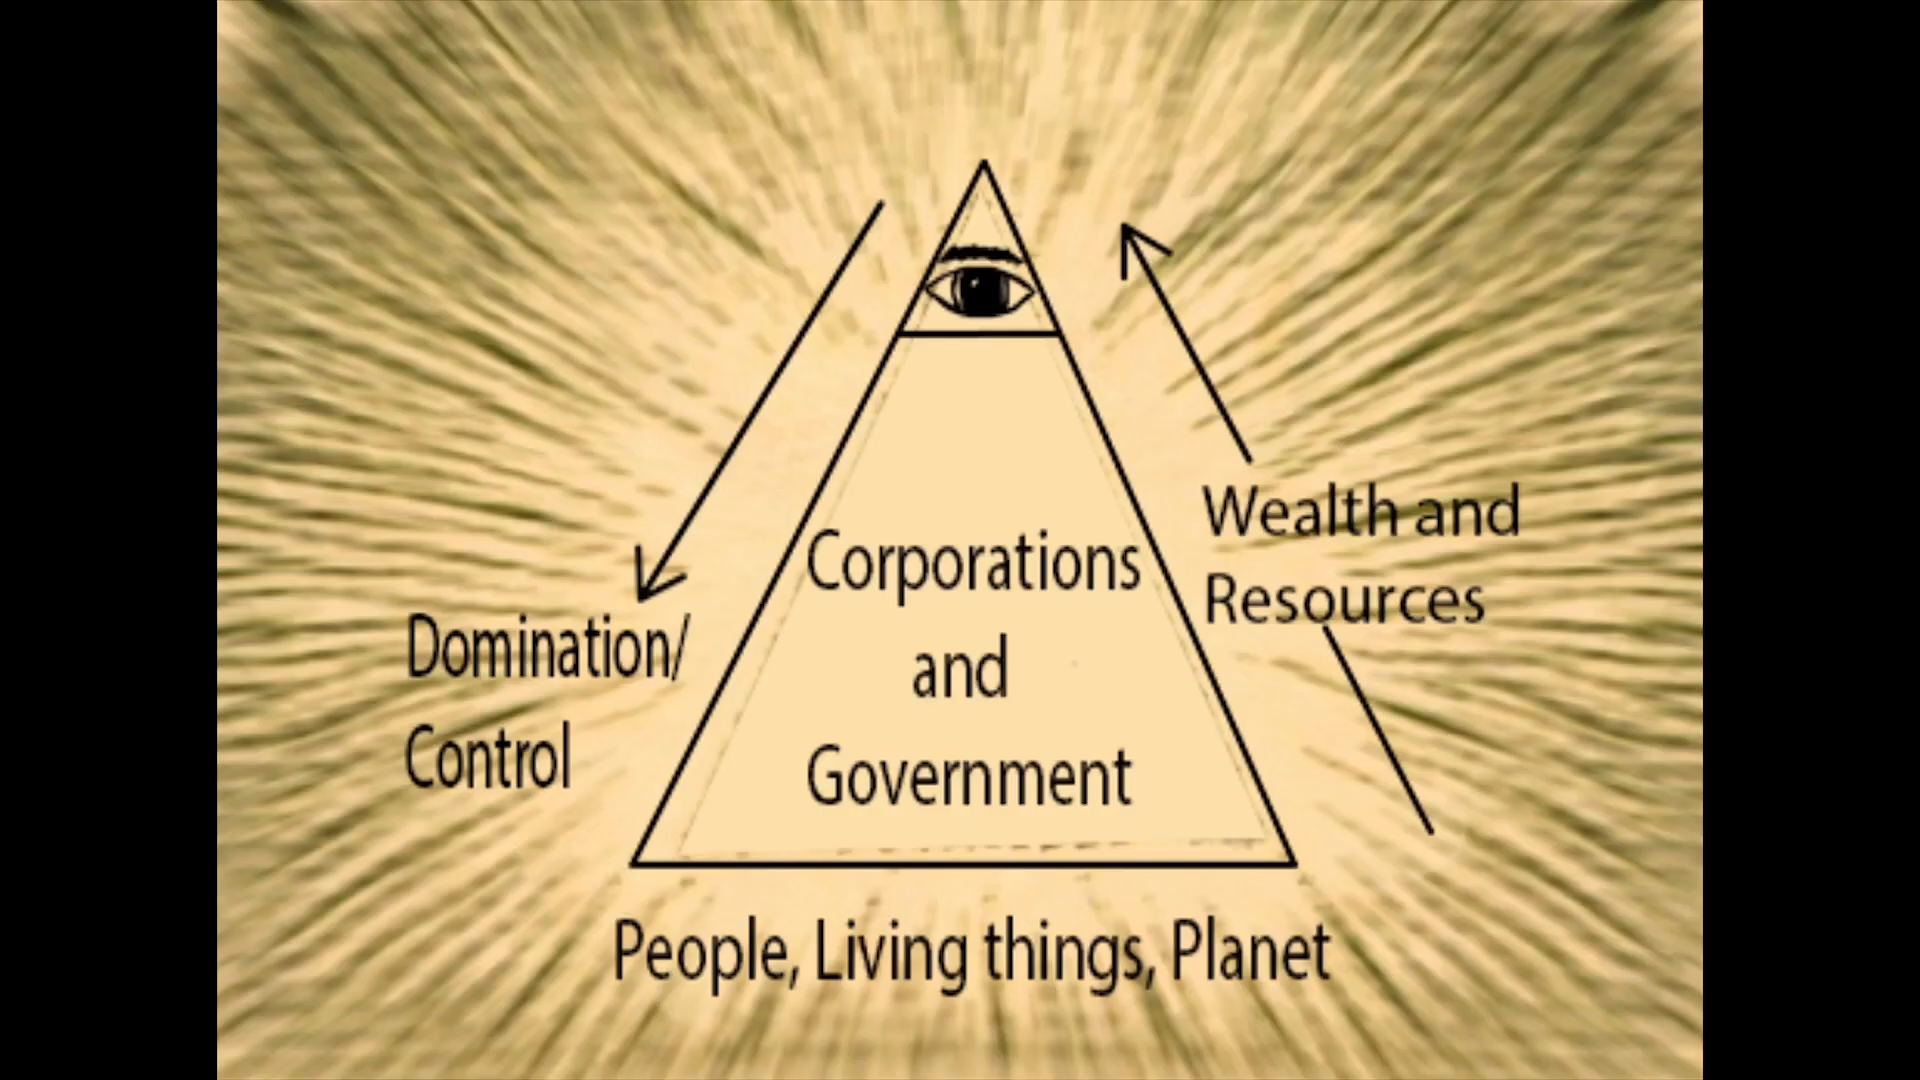 Wealth and
Resources
Domination/
Control
Corporations
and
Government
People, Living things, Planet